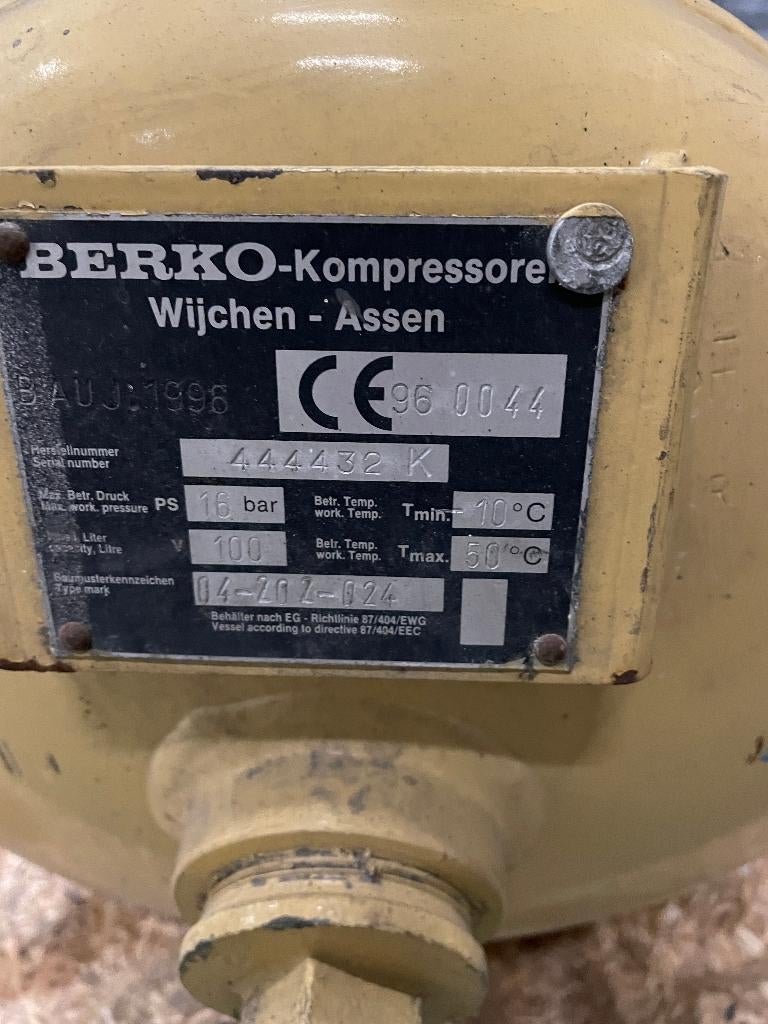 BERKO-Kompressoren
Wijchen - Assen
BAUJ:1996
CE 96 0044
Herstellnummer
Serial number
444432 K
Max. Betr. Druck
Max. work. pressure PS 16 bar
Betr. Temp.
work. Temp. Tmin. -10 °C
Liter
capacity, Litre V 100
Betr. Temp.
work. Temp. Tmax. 50 °C
Baumusterkennzeichen
Type mark
04-202-024
Behälter nach EG - Richtlinie 87/404/EWG
Vessel according to directive 87/404/EEC